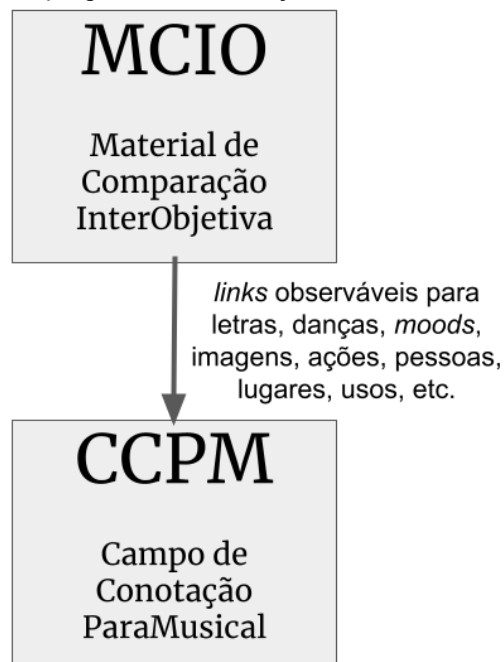 MCIO
Material de
Comparação
InterObjetiva
links observáveis para
letras, danças, moods,
imagens, ações, pessoas,
lugares, usos, etc.
CCPM
Campo de
Conotação
ParaMusical